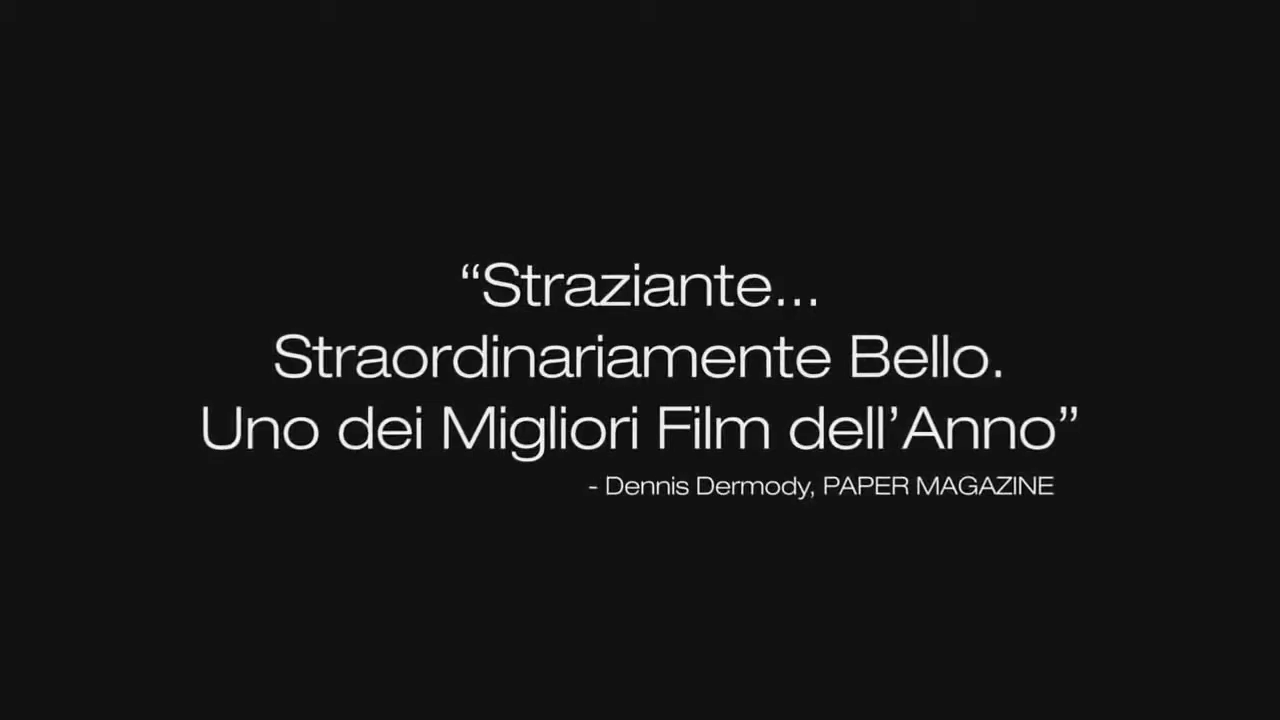 “Straziante...
Straordinariamente Bello.
Uno dei Migliori Film dell’Anno”
- Dennis Dermody, PAPER MAGAZINE